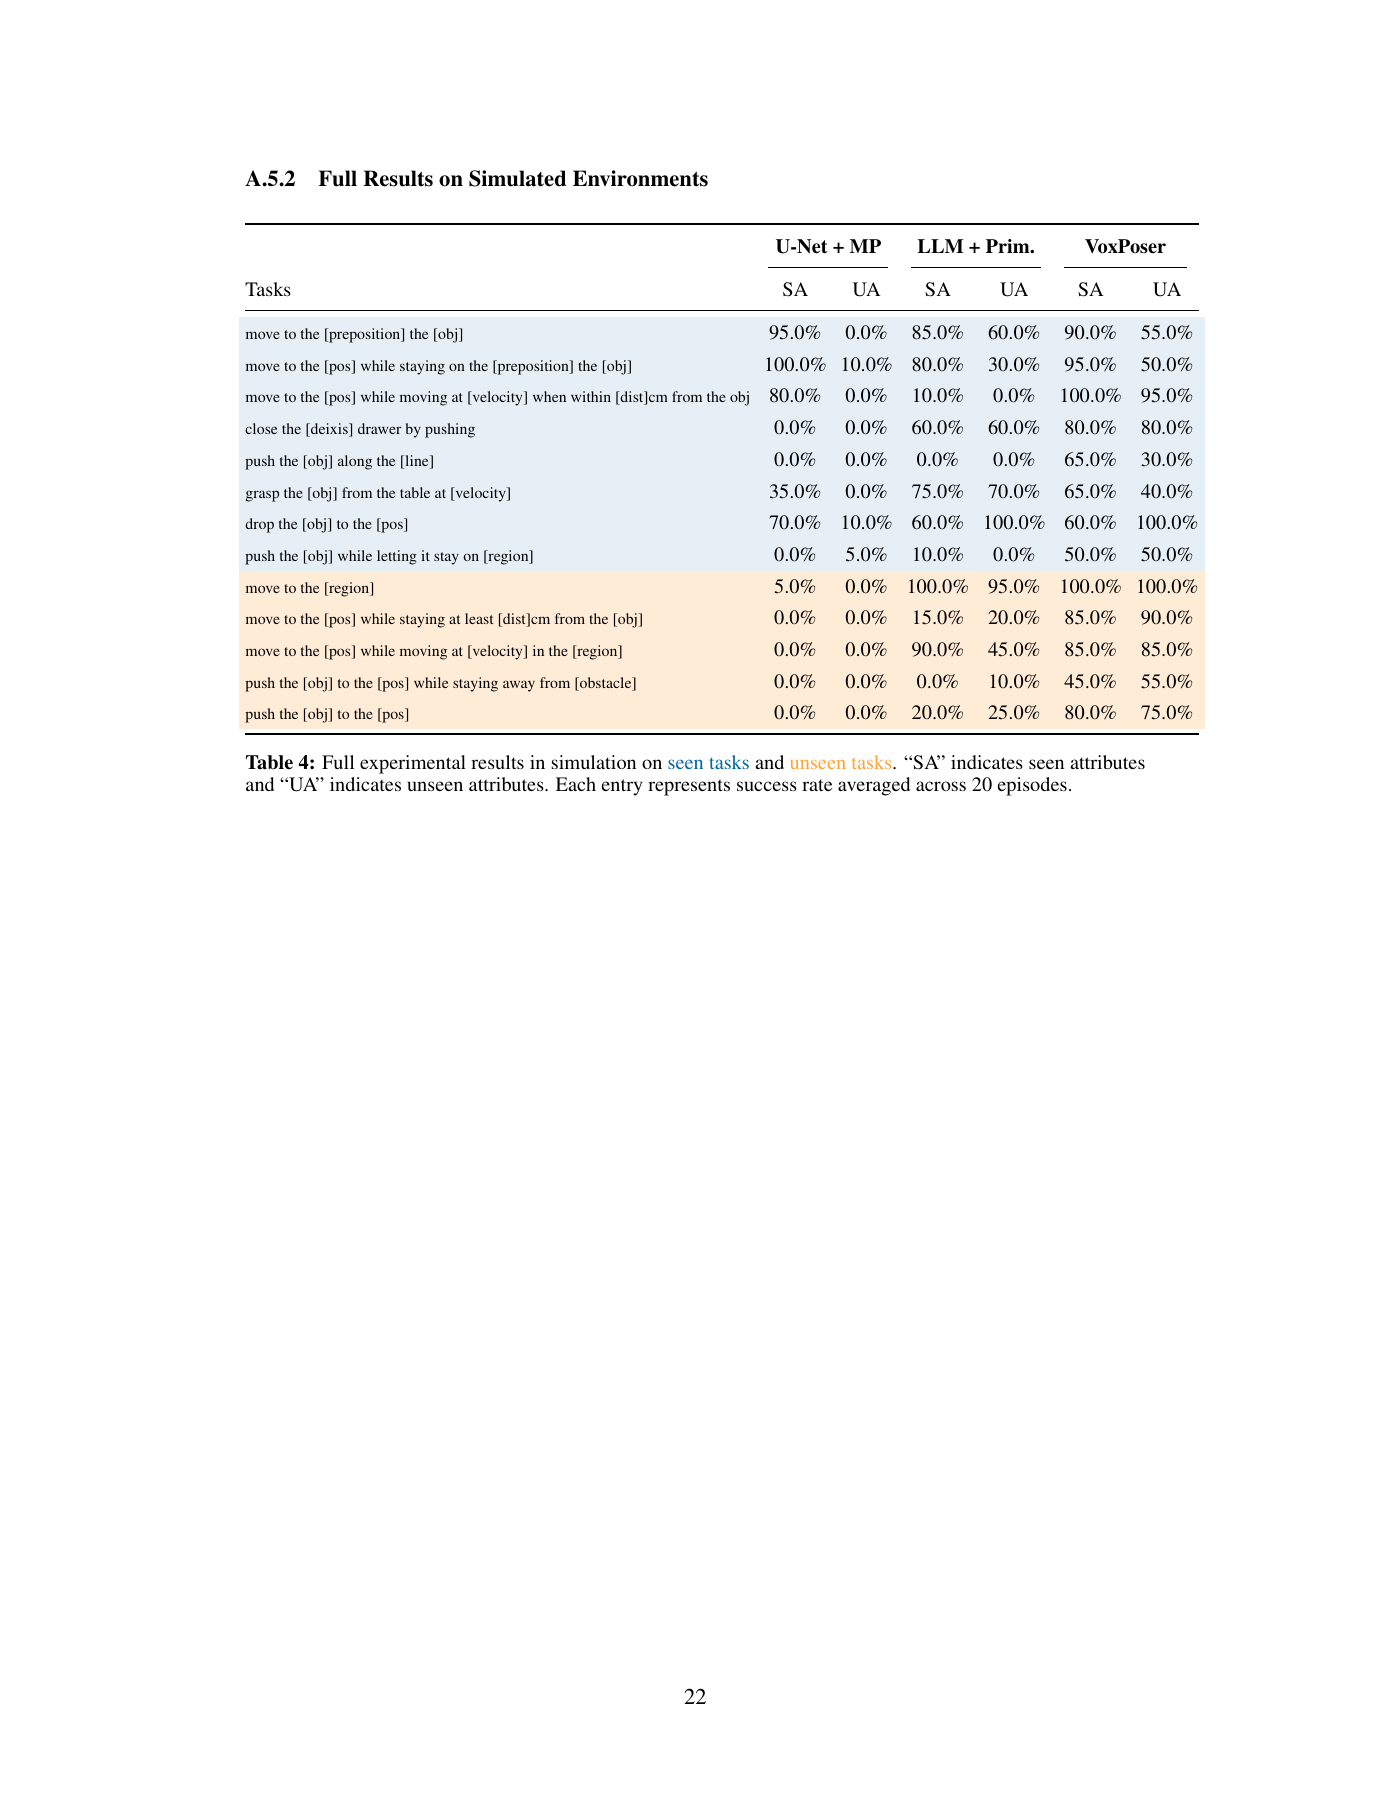 A.5.2 Full Results on Simulated Environments
U-Net + MP LLM + Prim. VoxPoser
Tasks SA UA SA UA SA UA
move to the [preposition] the [obj] 95.0% 0.0% 85.0% 60.0% 90.0% 55.0%
move to the [pos] while staying on the [preposition] the [obj] 100.0% 10.0% 80.0% 30.0% 95.0% 50.0%
move to the [pos] while moving at [velocity] when within [dist]cm from the obj 80.0% 0.0% 10.0% 0.0% 100.0% 95.0%
close the [deixis] drawer by pushing 0.0% 0.0% 60.0% 60.0% 80.0% 80.0%
push the [obj] along the [line] 0.0% 0.0% 0.0% 0.0% 65.0% 30.0%
grasp the [obj] from the table at [velocity] 35.0% 0.0% 75.0% 70.0% 65.0% 40.0%
drop the [obj] to the [pos] 70.0% 10.0% 60.0% 100.0% 60.0% 100.0%
push the [obj] while letting it stay on [region] 0.0% 5.0% 10.0% 0.0% 50.0% 50.0%
move to the [region] 5.0% 0.0% 100.0% 95.0% 100.0% 100.0%
move to the [pos] while staying at least [dist]cm from the [obj] 0.0% 0.0% 15.0% 20.0% 85.0% 90.0%
move to the [pos] while moving at [velocity] in the [region] 0.0% 0.0% 90.0% 45.0% 85.0% 85.0%
push the [obj] to the [pos] while staying away from [obstacle] 0.0% 0.0% 0.0% 10.0% 45.0% 55.0%
push the [obj] to the [pos] 0.0% 0.0% 20.0% 25.0% 80.0% 75.0%
Table 4: Full experimental results in simulation on seen tasks and unseen tasks. “SA” indicates seen attributes
and “UA” indicates unseen attributes. Each entry represents success rate averaged across 20 episodes.
22